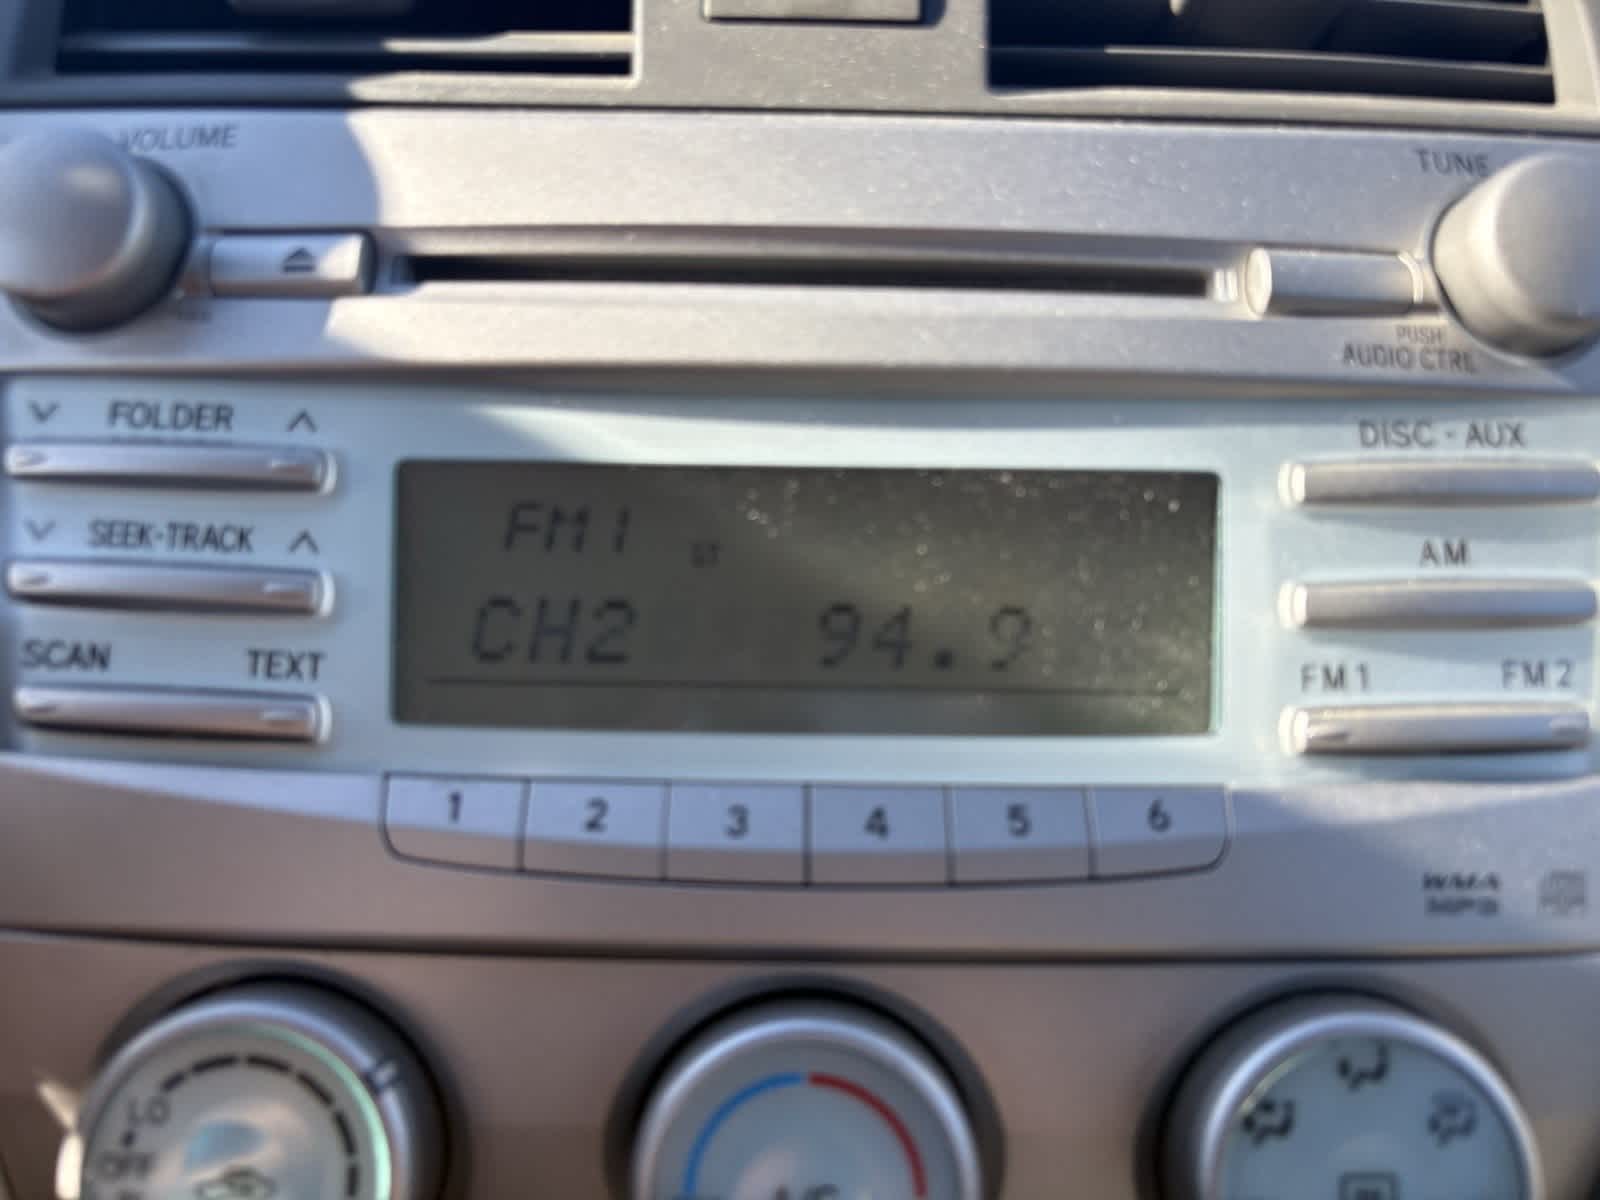 VOLUME
TUNE
PUSH
AUDIO CTRL
FOLDER
DISC - AUX
SEEK-TRACK
FM1 ST
AM
CH2 94.9
SCAN TEXT
FM1 FM2
1 2 3 4 5 6
WMA
MP3
LO
OFF
A/C